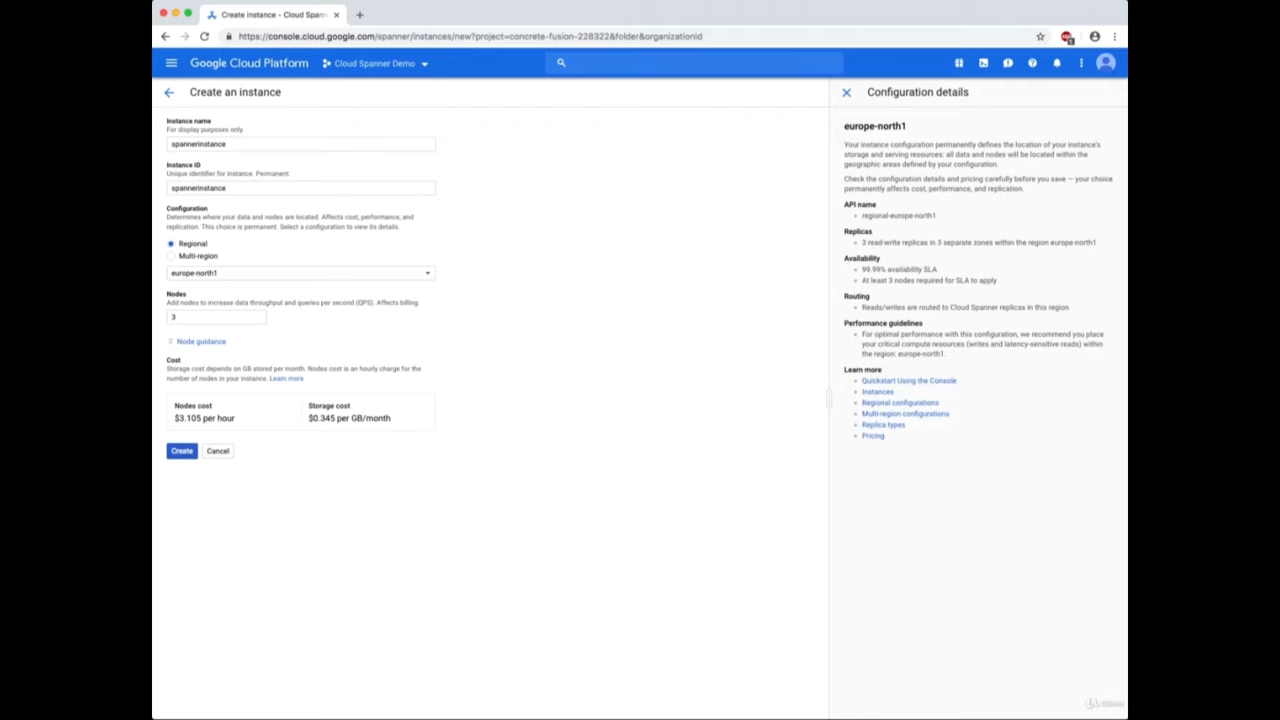 Create instance - Cloud Spann
https://console.cloud.google.com/spanner/instances/new?project=concrete-fusion-228322&folder&organizationId
Google Cloud Platform
Cloud Spanner Demo
Create an instance
Instance name
For display purposes only.
spannerinstance
Instance ID
Unique identifier for instance. Permanent.
spannerinstance
Configuration
Determines where your data and nodes are located. Affects cost, performance, and
replication. This choice is permanent. Select a configuration to view its details.
Regional
Multi-region
europe-north1
Nodes
Add nodes to increase data throughput and queries per second (QPS). Affects billing.
3
Node guidance
Cost
Storage cost depends on GB stored per month. Nodes cost is an hourly charge for the
number of nodes in your instance. Learn more
Nodes cost
$3.105 per hour
Storage cost
$0.345 per GB/month
Create
Cancel
Configuration details
europe-north1
Your instance configuration permanently defines the location of your instance's
storage and serving resources: all data and nodes will be located within the
geographic areas defined by your configuration.
Check the configuration details and pricing carefully before you save — your choice
permanently affects cost, performance, and replication.
API name
regional-europe-north1
Replicas
3 read-write replicas in 3 separate zones within the region europe-north1
Availability
99.99% availability SLA
At least 3 nodes required for SLA to apply
Routing
Reads/writes are routed to Cloud Spanner replicas in this region
Performance guidelines
For optimal performance with this configuration, we recommend you place
your critical compute resources (writes and latency-sensitive reads) within
the region: europe-north1.
Learn more
Quickstart Using the Console
Instances
Regional configurations
Multi-region configurations
Replica types
Pricing